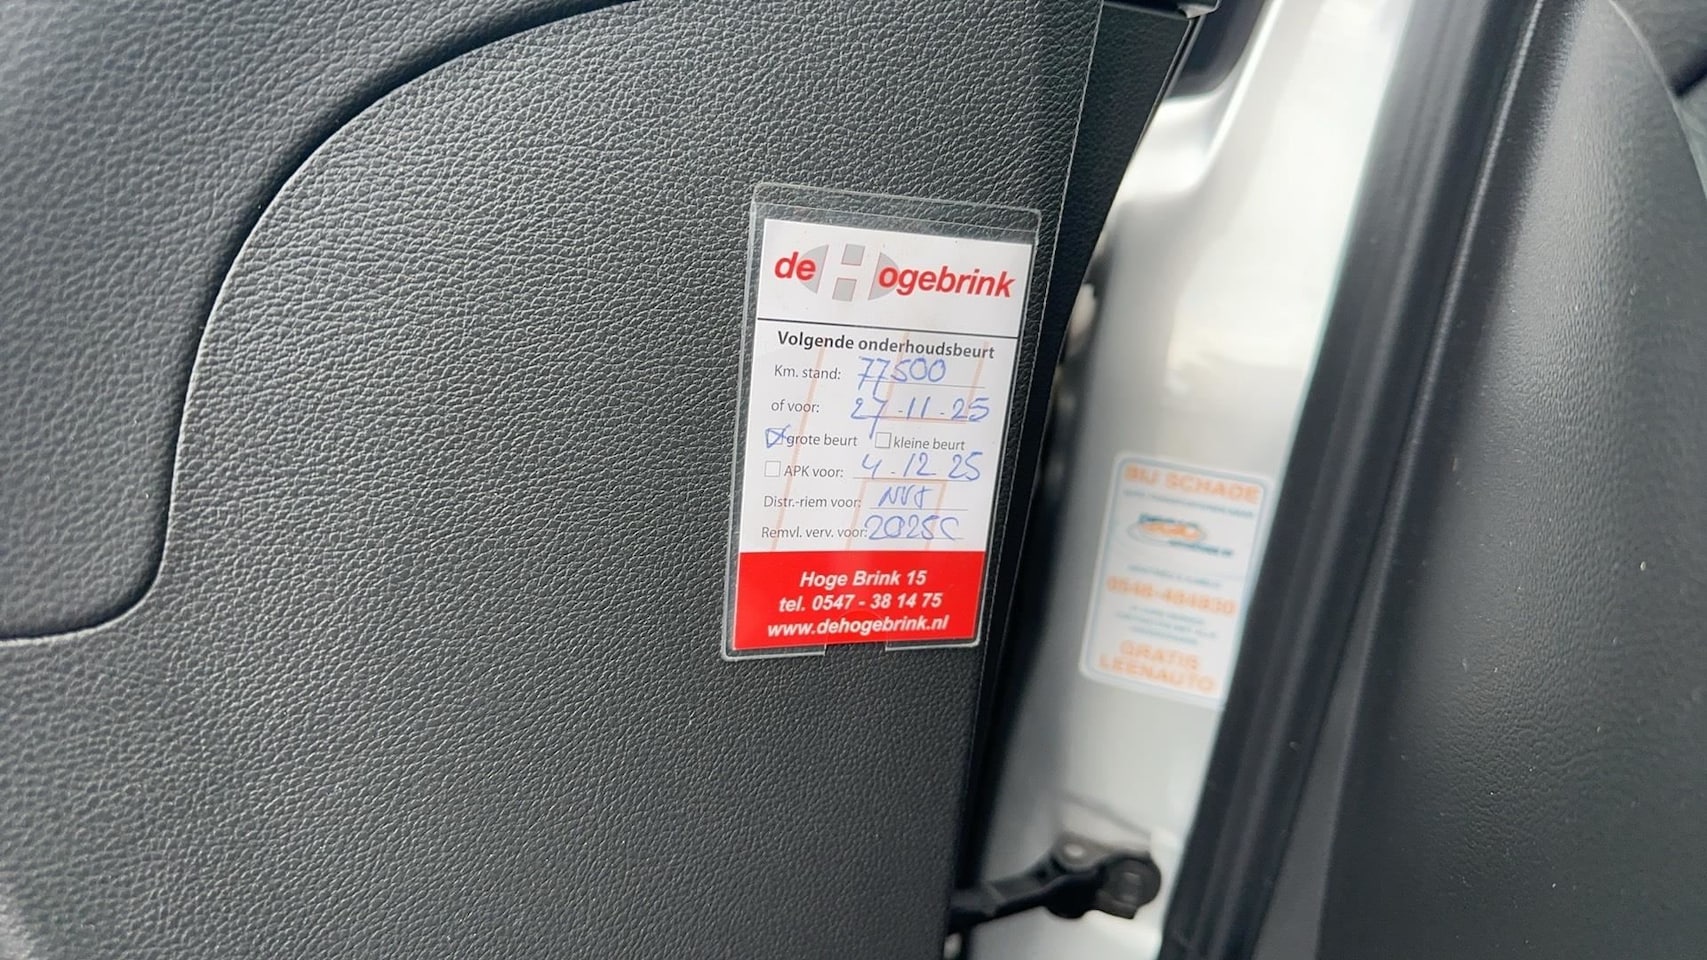 de Hogebrink
Volgende onderhoudsbeurt
Km. stand: 77500
of voor: 27-11-25
grote beurt kleine beurt
APK voor: 4-12-25
Distr.-riem voor: NVT
Remvl. verv. voor: 2025
Hoge Brink 15
tel. 0547 - 38 14 75
www.dehogebrink.nl
BIJ SCHADE
0548-484830
GRATIS
LEENAUTO